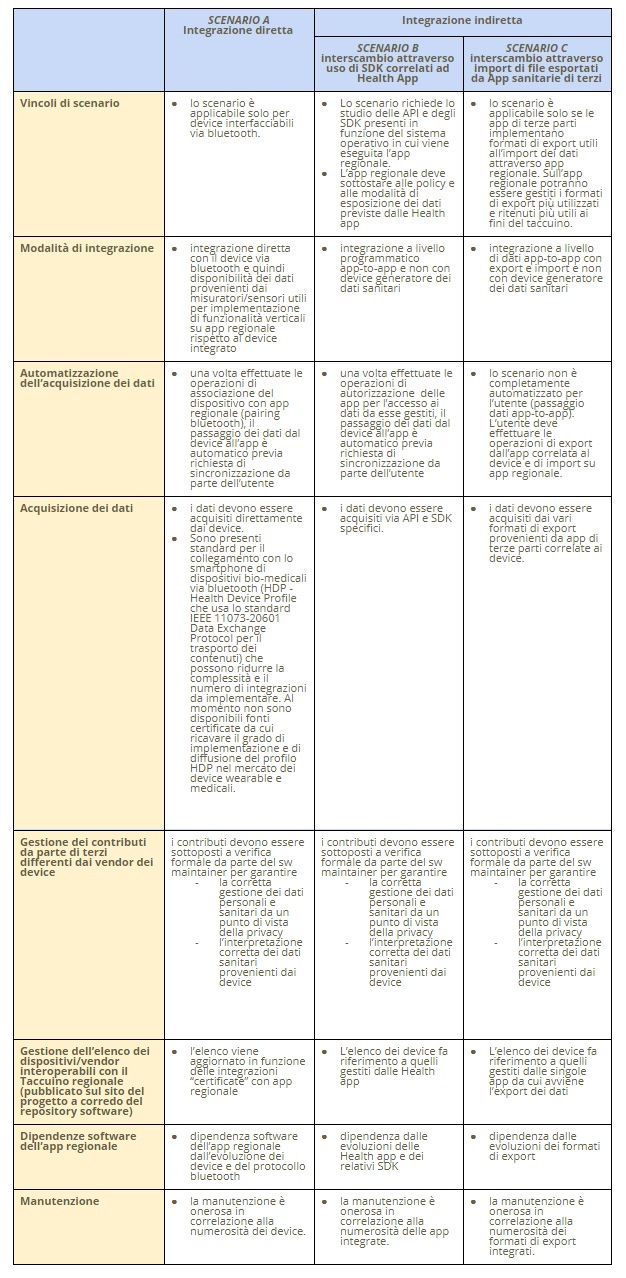 SCENARIO A
Integrazione diretta
Integrazione indiretta
SCENARIO B
interscambio attraverso
uso di SDK correlati ad
Health App
SCENARIO C
interscambio attraverso
import di file esportati
da App sanitarie di terzi
Vincoli di scenario
● lo scenario è
applicabile solo per
device interfacciabili
via bluetooth.
● Lo scenario richiede lo
studio delle API e degli
SDK presenti in
funzione del sistema
operativo in cui viene
eseguita l'app
regionale.
● L'app regionale deve
sottostare alle policy e
alle modalità di
esposizione dei dati
previste dalle Health
app
● lo scenario è
applicabile solo se le
app di terze parti
implementano
formati di export utili
all'import dei dati
attraverso app
regionale. Sull'app
regionale potranno
essere gestiti i formati
di export più utilizzati
e ritenuti più utili ai
fini del taccuino.
Modalità di integrazione
● integrazione diretta
con il device via
bluetooth e quindi
disponibilità dei dati
provenienti dai
misuratori/sensori utili
per implementazione
di funzionalità verticali
su app regionale
rispetto al device
integrato
● integrazione a livello
programmatico
app-to-app e non con
device generatore dei
dati sanitari
● integrazione a livello
di dati app-to-app con
export e import e non
con device generatore
dei dati sanitari
Automatizzazione
dell'acquisizione dei dati
● una volta effettuate le
operazioni di
associazione del
dispositivo con app
regionale (pairing
bluetooth), il
passaggio dei dati dal
device all'app è
automatico previa
richiesta di
sincronizzazione da
parte dell'utente
● una volta effettuate le
operazioni di
autorizzazione delle
app per l'accesso ai
dati da esse gestiti, il
passaggio dei dati dal
device all'app è
automatico previa
richiesta di
sincronizzazione da
parte dell'utente
● lo scenario non è
completamente
automatizzato per
l'utente (passaggio
dati app-to-app).
L'utente deve
effettuare le
operazioni di export
dall'app correlata al
device e di import su
app regionale.
Acquisizione dei dati
● i dati devono essere
acquisiti direttamente
dai device.
● Sono presenti
standard per il
collegamento con lo
smartphone di
dispositivi bio-medicali
via bluetooth (HDP -
Health Device Profile
che usa lo standard
IEEE 11073-20601
Data Exchange
Protocol per il
trasporto dei
contenuti) che
possono ridurre la
complessità e il
numero di integrazioni
da implementare. Al
momento non sono
disponibili fonti
certificate da cui
ricavare il grado di
implementazione e di
diffusione del profilo
HDP nel mercato dei
device wearable e
medicali.
● i dati devono essere
acquisiti via API e SDK
specifici.
● i dati devono essere
acquisiti dai vari
formati di export
provenienti da app di
terze parti correlate ai
device.
Gestione dei contributi
da parte di terzi
differenti dai vendor dei
device
i contributi devono essere
sottoposti a verifica
formale da parte del sw
maintainer per garantire
- la corretta
gestione dei dati
personali e
sanitari da un
punto di vista
della privacy
- l'interpretazione
corretta dei dati
sanitari
provenienti dai
device
i contributi devono essere
sottoposti a verifica
formale da parte del sw
maintainer per garantire
- la corretta
gestione dei dati
personali e
sanitari da un
punto di vista
della privacy
- l'interpretazione
corretta dei dati
sanitari
provenienti dai
device
i contributi devono essere
sottoposti a verifica
formale da parte del sw
maintainer per garantire
- la corretta
gestione dei dati
personali e
sanitari da un
punto di vista
della privacy
- l'interpretazione
corretta dei dati
sanitari
provenienti dai
device
Gestione dell'elenco dei
dispositivi/vendor
interoperabili con il
Taccuino regionale
(pubblicato sul sito del
progetto a corredo del
repository software)
● l'elenco viene
aggiornato in funzione
delle integrazioni
"certificate" con app
regionale
● L'elenco dei device fa
riferimento a quelli
gestiti dalle Health
app
● L'elenco dei device fa
riferimento a quelli
gestiti dalle singole
app da cui avviene
l'export dei dati
Dipendenze software
dell'app regionale
● dipendenza software
dell'app regionale
dall'evoluzione dei
device e del protocollo
bluetooth
● dipendenza dalle
evoluzioni delle
Health app e dei
relativi SDK
● dipendenza dalle
evoluzioni dei formati
di export
Manutenzione
● la manutenzione è
onerosa in
correlazione alla
numerosità dei device.
● la manutenzione è
onerosa in
correlazione alla
numerosità delle app
integrate.
● la manutenzione è
onerosa in
correlazione alla
numerosità dei
formati di export
integrati.